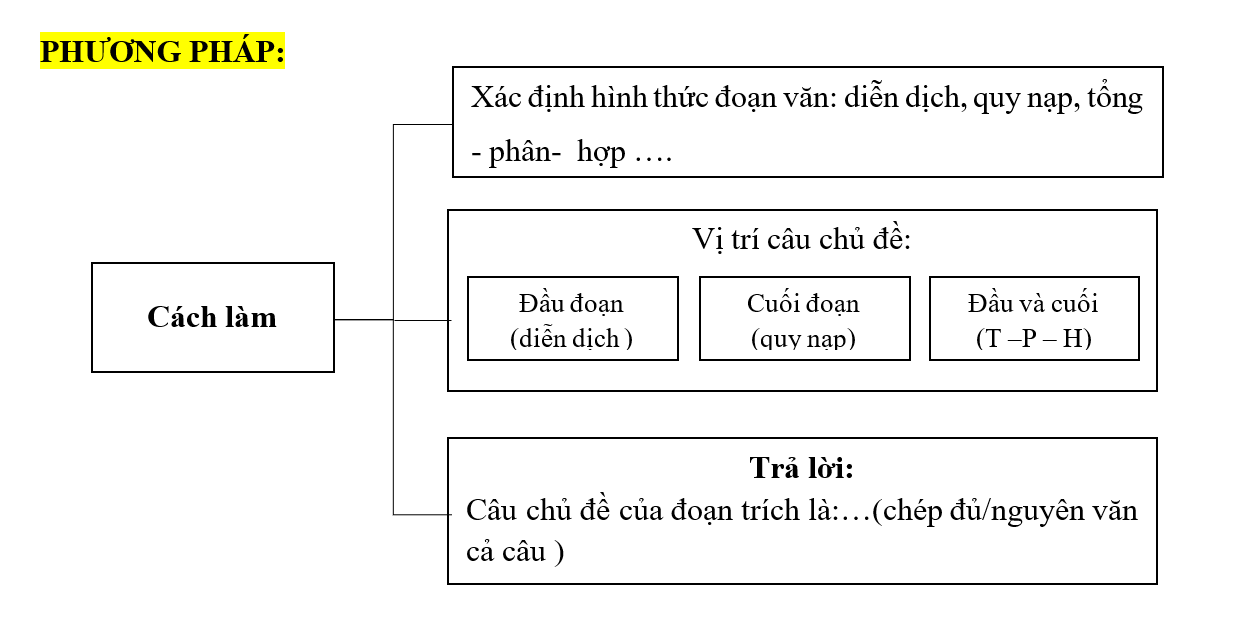 PHƯƠNG PHÁP:
Xác định hình thức đoạn văn: diễn dịch, quy nạp, tổng
- phân- hợp ….
Cách làm
Vị trí câu chủ đề:
Đầu đoạn
(diễn dịch )
Cuối đoạn
(quy nạp)
Đầu và cuối
(T –P – H)
Trả lời:
Câu chủ đề của đoạn trích là:…(chép đủ/nguyên văn
cả câu )